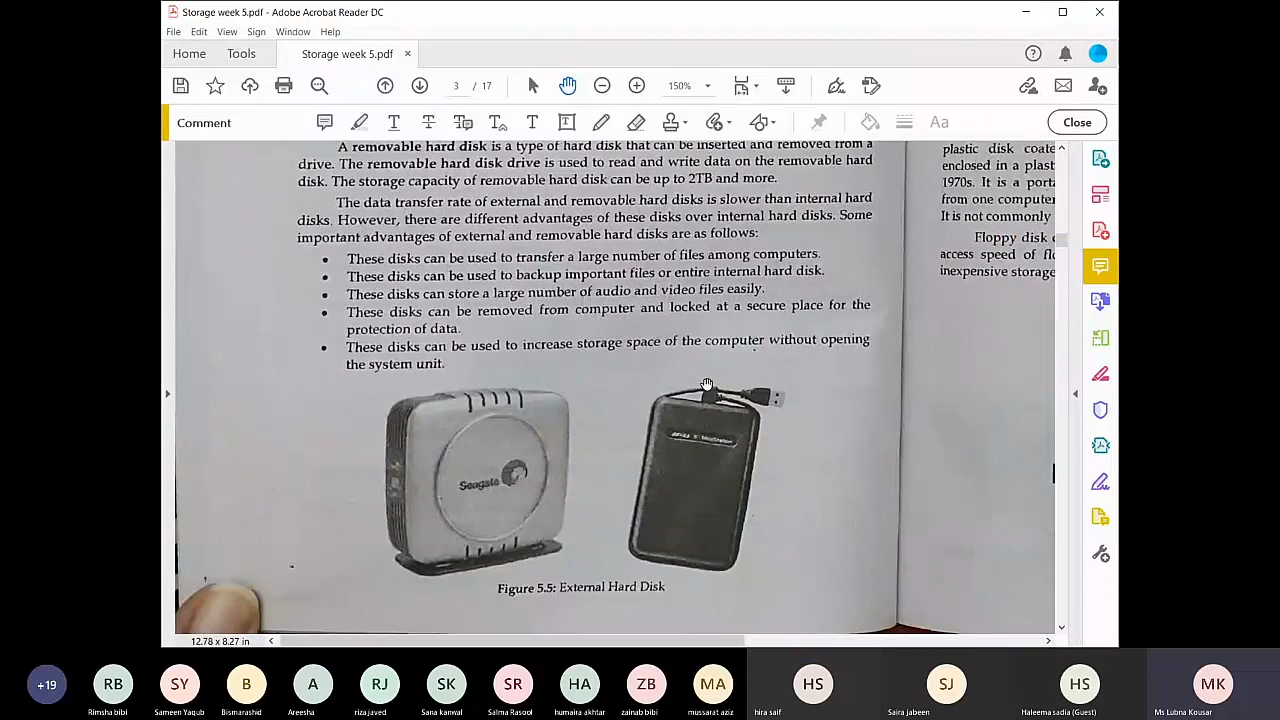 Storage week 5.pdf - Adobe Acrobat Reader DC
File Edit View Sign Window Help
Home Tools Storage week 5.pdf ×
3 / 17 150%
Comment Aa Close
A removable hard disk is a type of hard disk that can be inserted and removed from a
drive. The removable hard disk drive is used to read and write data on the removable hard
disk. The storage capacity of removable hard disk can be up to 2TB and more.
The data transfer rate of external and removable hard disks is slower than internal hard
disks. However, there are different advantages of these disks over internal hard disks. Some
important advantages of external and removable hard disks are as follows:
• These disks can be used to transfer a large number of files among computers.
• These disks can be used to backup important files or entire internal hard disk.
• These disks can store a large number of audio and video files easily.
• These disks can be removed from computer and locked at a secure place for the
protection of data.
• These disks can be used to increase storage space of the computer without opening
the system unit.
Seagate
MiniStation
Figure 5.5: External Hard Disk
plastic disk coate
enclosed in a plast
1970s. It is a porta
from one computer
It is not commonly
Floppy disk
access speed of flo
inexpensive storage
12.78 x 8.27 in
+19 RB SY B A RJ SK SR HA ZB MA HS SJ HS MK
Rimsha bibi Sameen Yaqub Bismarashid Areesha riza javed Sana kanwal Salma Rasool humaira akhtar zainab bibi mussarat aziz hira saif Saira jabeen Haleema sadia (Guest) Ms Lubna Kousar